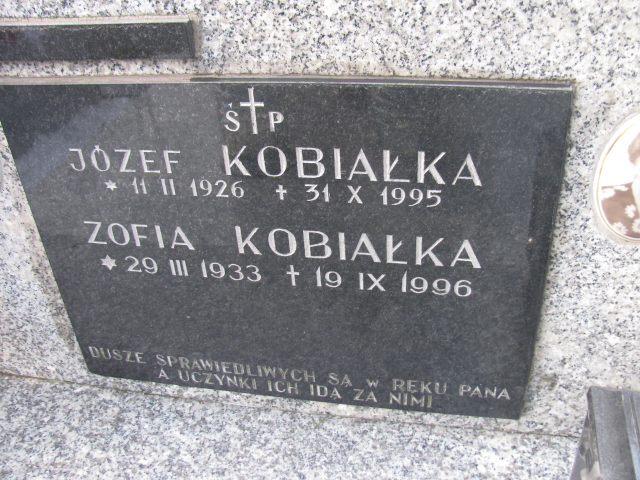 Ś†P
JÓZEF KOBIAŁKA
* 11 II 1926 † 31 X 1995
ZOFIA KOBIAŁKA
* 29 III 1933 † 19 IX 1996
DUSZE SPRAWIEDLIWYCH SĄ W RĘKU PANA
A UCZYNKI ICH IDĄ ZA NIMI